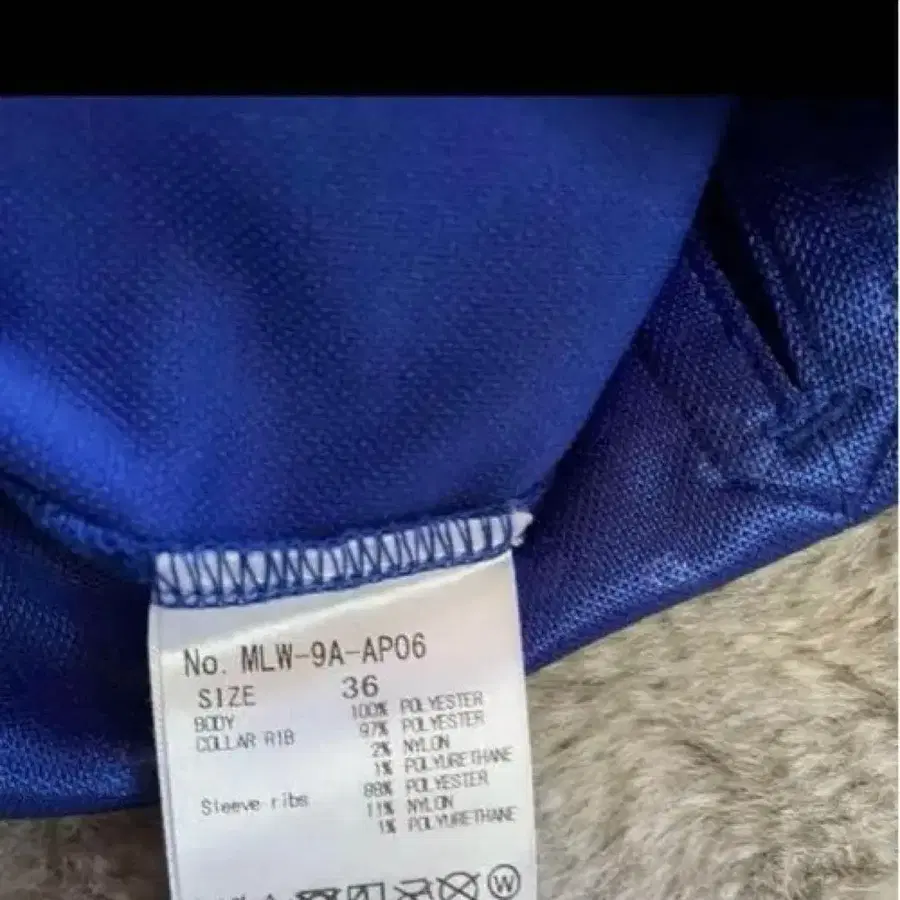 No. MLW-9A-AP06
SIZE 36
BODY 100% POLYESTER
COLLAR RIB 97% POLYESTER
2% NYLON
1% POLYURETHANE
Sleeve ribs 88% POLYESTER
11% NYLON
1% POLYURETHANE
W